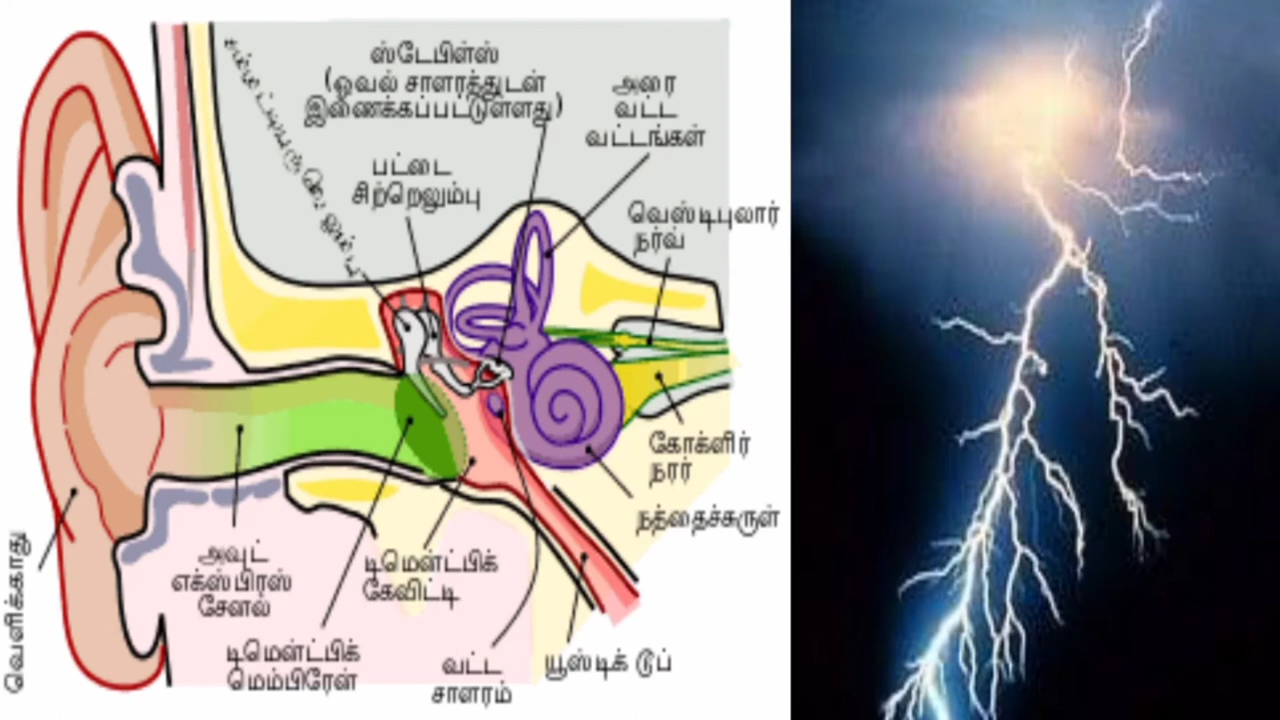 ஸ்டேபிள்ஸ்
(ஓவல் சாளரத்துடன்
இணைக்கப்பட்டுள்ளது)
அரை
வட்ட
வட்டங்கள்
பட்டை
சிற்றெலும்பு
வெஸ்டிபுலார்
நர்வ்
கோக்ளிர்
நார்
நத்தைச்சுருள்
வெளிக்காது
அவுட்
எக்ஸ்பிரஸ்
சேனல்
டிமென்ட்பிக்
கேவிட்டி
டிமென்ட்பிக்
மெம்பிரேன்
வட்ட
சாளரம்
யூஸ்டிக் டூப்